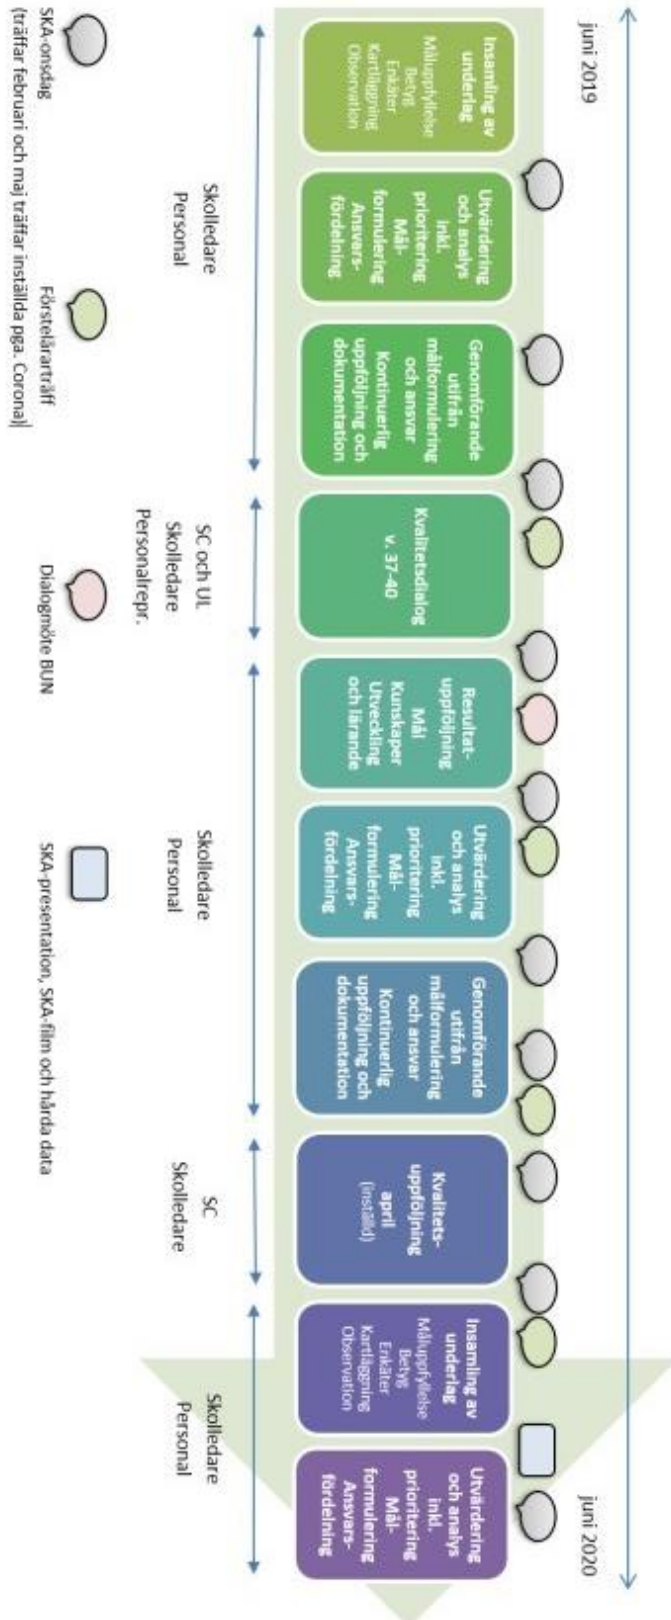 juni 2019
juni 2020
Insamling av
underlag
Måluppfyllelse
Betyg
Enkäter
Kartläggning
Observation
Utvärdering
och analys
inkl.
prioritering
Mål-
formulering
Ansvars-
fördelning
Genomförande
utifrån
målformulering
och ansvar
Kontinuerlig
uppföljning och
dokumentation
Kvalitetsdialog
v. 37-40
Resultat-
uppföljning
Mål
Kunskaper
Utveckling
och lärande
Utvärdering
och analys
inkl.
prioritering
Mål-
formulering
Ansvars-
fördelning
Genomförande
utifrån
målformulering
och ansvar
Kontinuerlig
uppföljning och
dokumentation
Kvalitets-
uppföljning
april
(inställd)
Insamling av
underlag
Måluppfyllelse
Betyg
Enkäter
Kartläggning
Observation
Utvärdering
och analys
inkl.
prioritering
Mål-
formulering
Ansvars-
fördelning
Skolledare
Personal
SC och UL
Skolledare
Personalrepr.
Skolledare
Personal
SC
Skolledare
Skolledare
Personal
SKA-onsdag
(träffar februari och maj träffar inställda pga. Corona)
Förstelärarträff
Dialogmöte BUN
SKA-presentation, SKA-film och hårda data